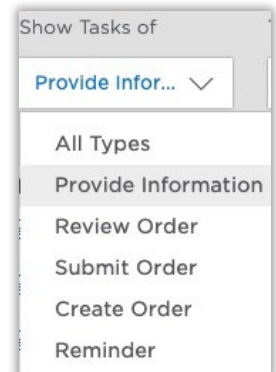 Show Tasks of
Provide Infor...
All Types
Provide Information
Review Order
Submit Order
Create Order
Reminder